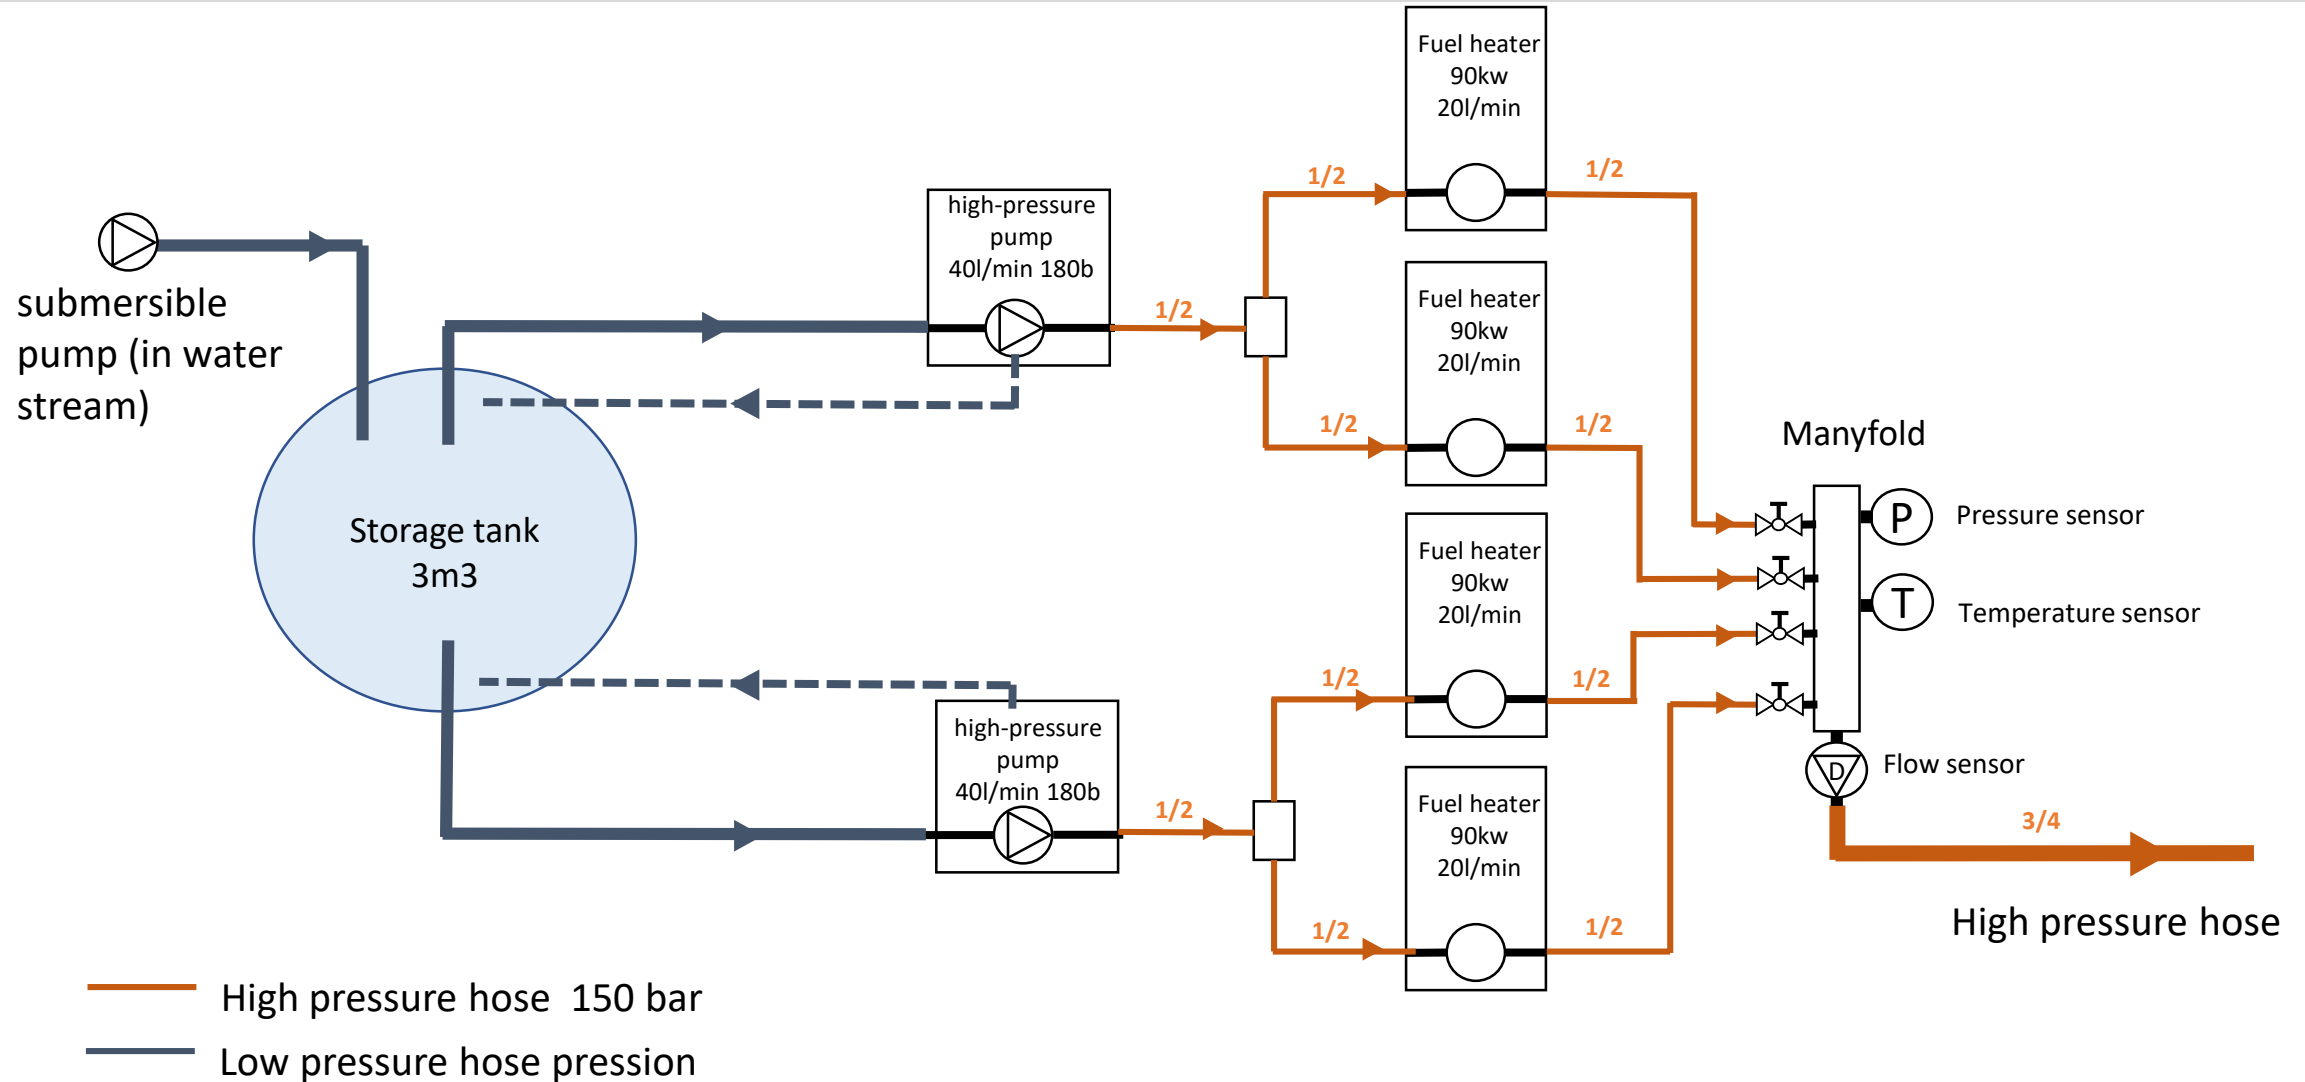 submersible
pump (in water
stream)
Storage tank
3m3
high-pressure
pump
40l/min 180b
high-pressure
pump
40l/min 180b
1/2
1/2
1/2
1/2
1/2
1/2
1/2
1/2
1/2
1/2
Fuel heater
90kw
20l/min
Fuel heater
90kw
20l/min
Fuel heater
90kw
20l/min
Fuel heater
90kw
20l/min
Manyfold
P
Pressure sensor
T
Temperature sensor
D
Flow sensor
3/4
High pressure hose
High pressure hose 150 bar
Low pressure hose pression